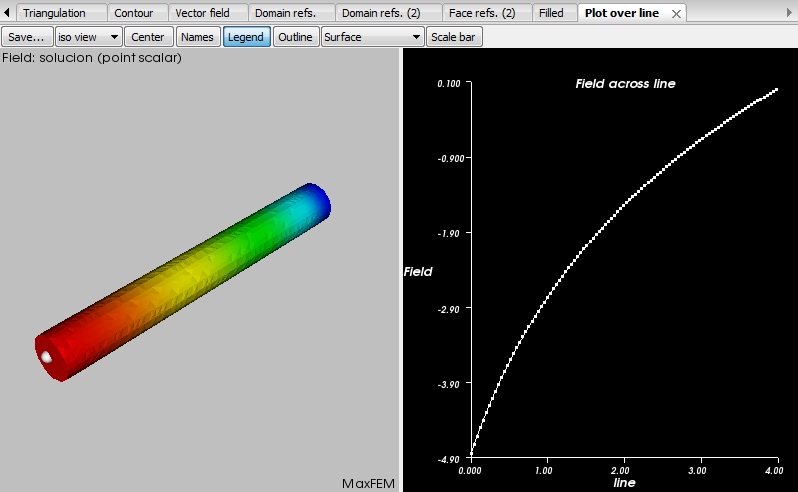 Triangulation Contour Vector field Domain refs. Domain refs. (2) Face refs. (2) Filled Plot over line
Save... iso view Center Names Legend Outline Surface Scale bar
Field: solucion (point scalar)
MaxFEM
Field across line
0.100
-0.900
-1.90
Field
-2.90
-3.90
-4.90
0.000 1.00 2.00 3.00 4.00
line